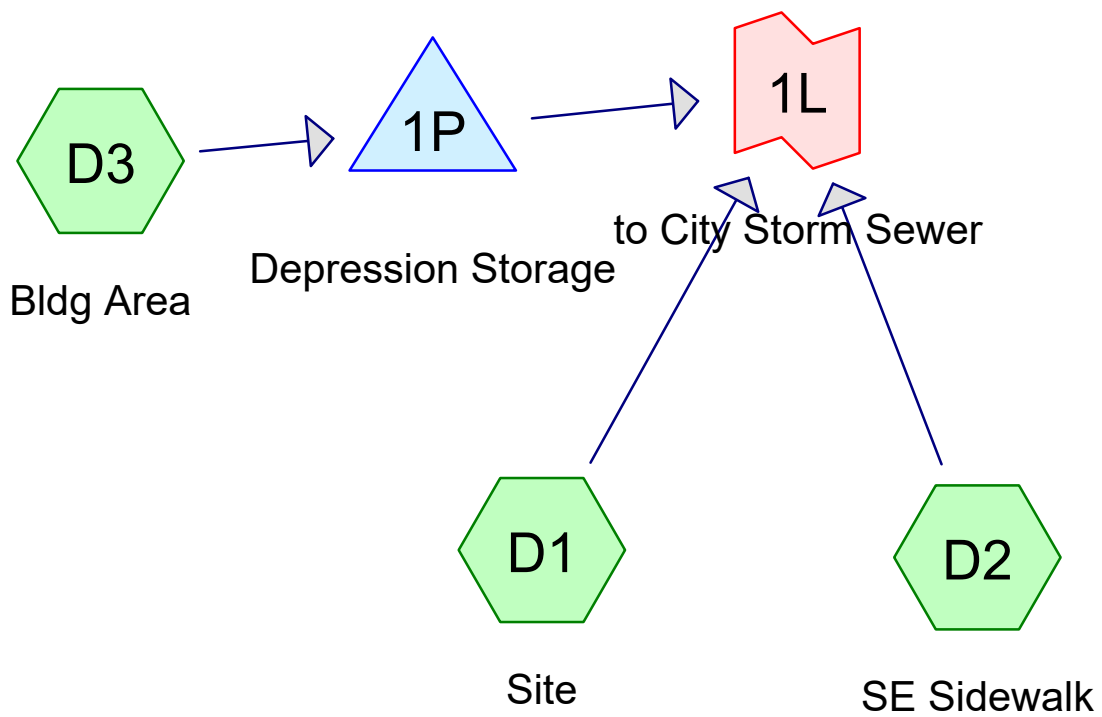 1L
1P
D3
to City Storm Sewer
Depression Storage
Bldg Area
D1
D2
Site
SE Sidewalk